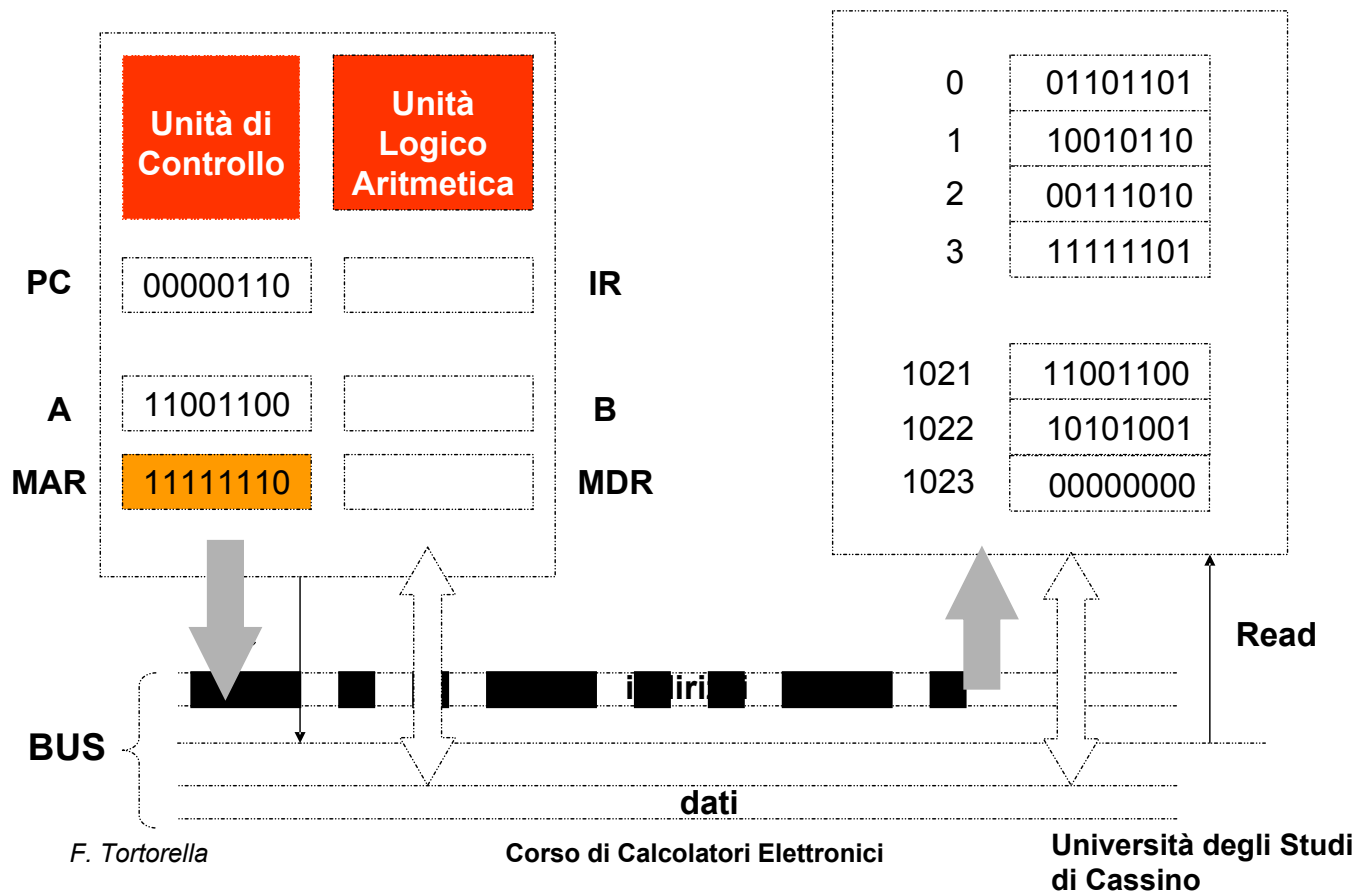 Unità di
Controllo
Unità
Logico
Aritmetica
PC
00000110
IR
A
11001100
B
MAR
11111110
MDR
0
01101101
1
10010110
2
00111010
3
11111101
1021
11001100
1022
10101001
1023
00000000
Read
BUS
dati
F. Tortorella
Corso di Calcolatori Elettronici
Università degli Studi
di Cassino